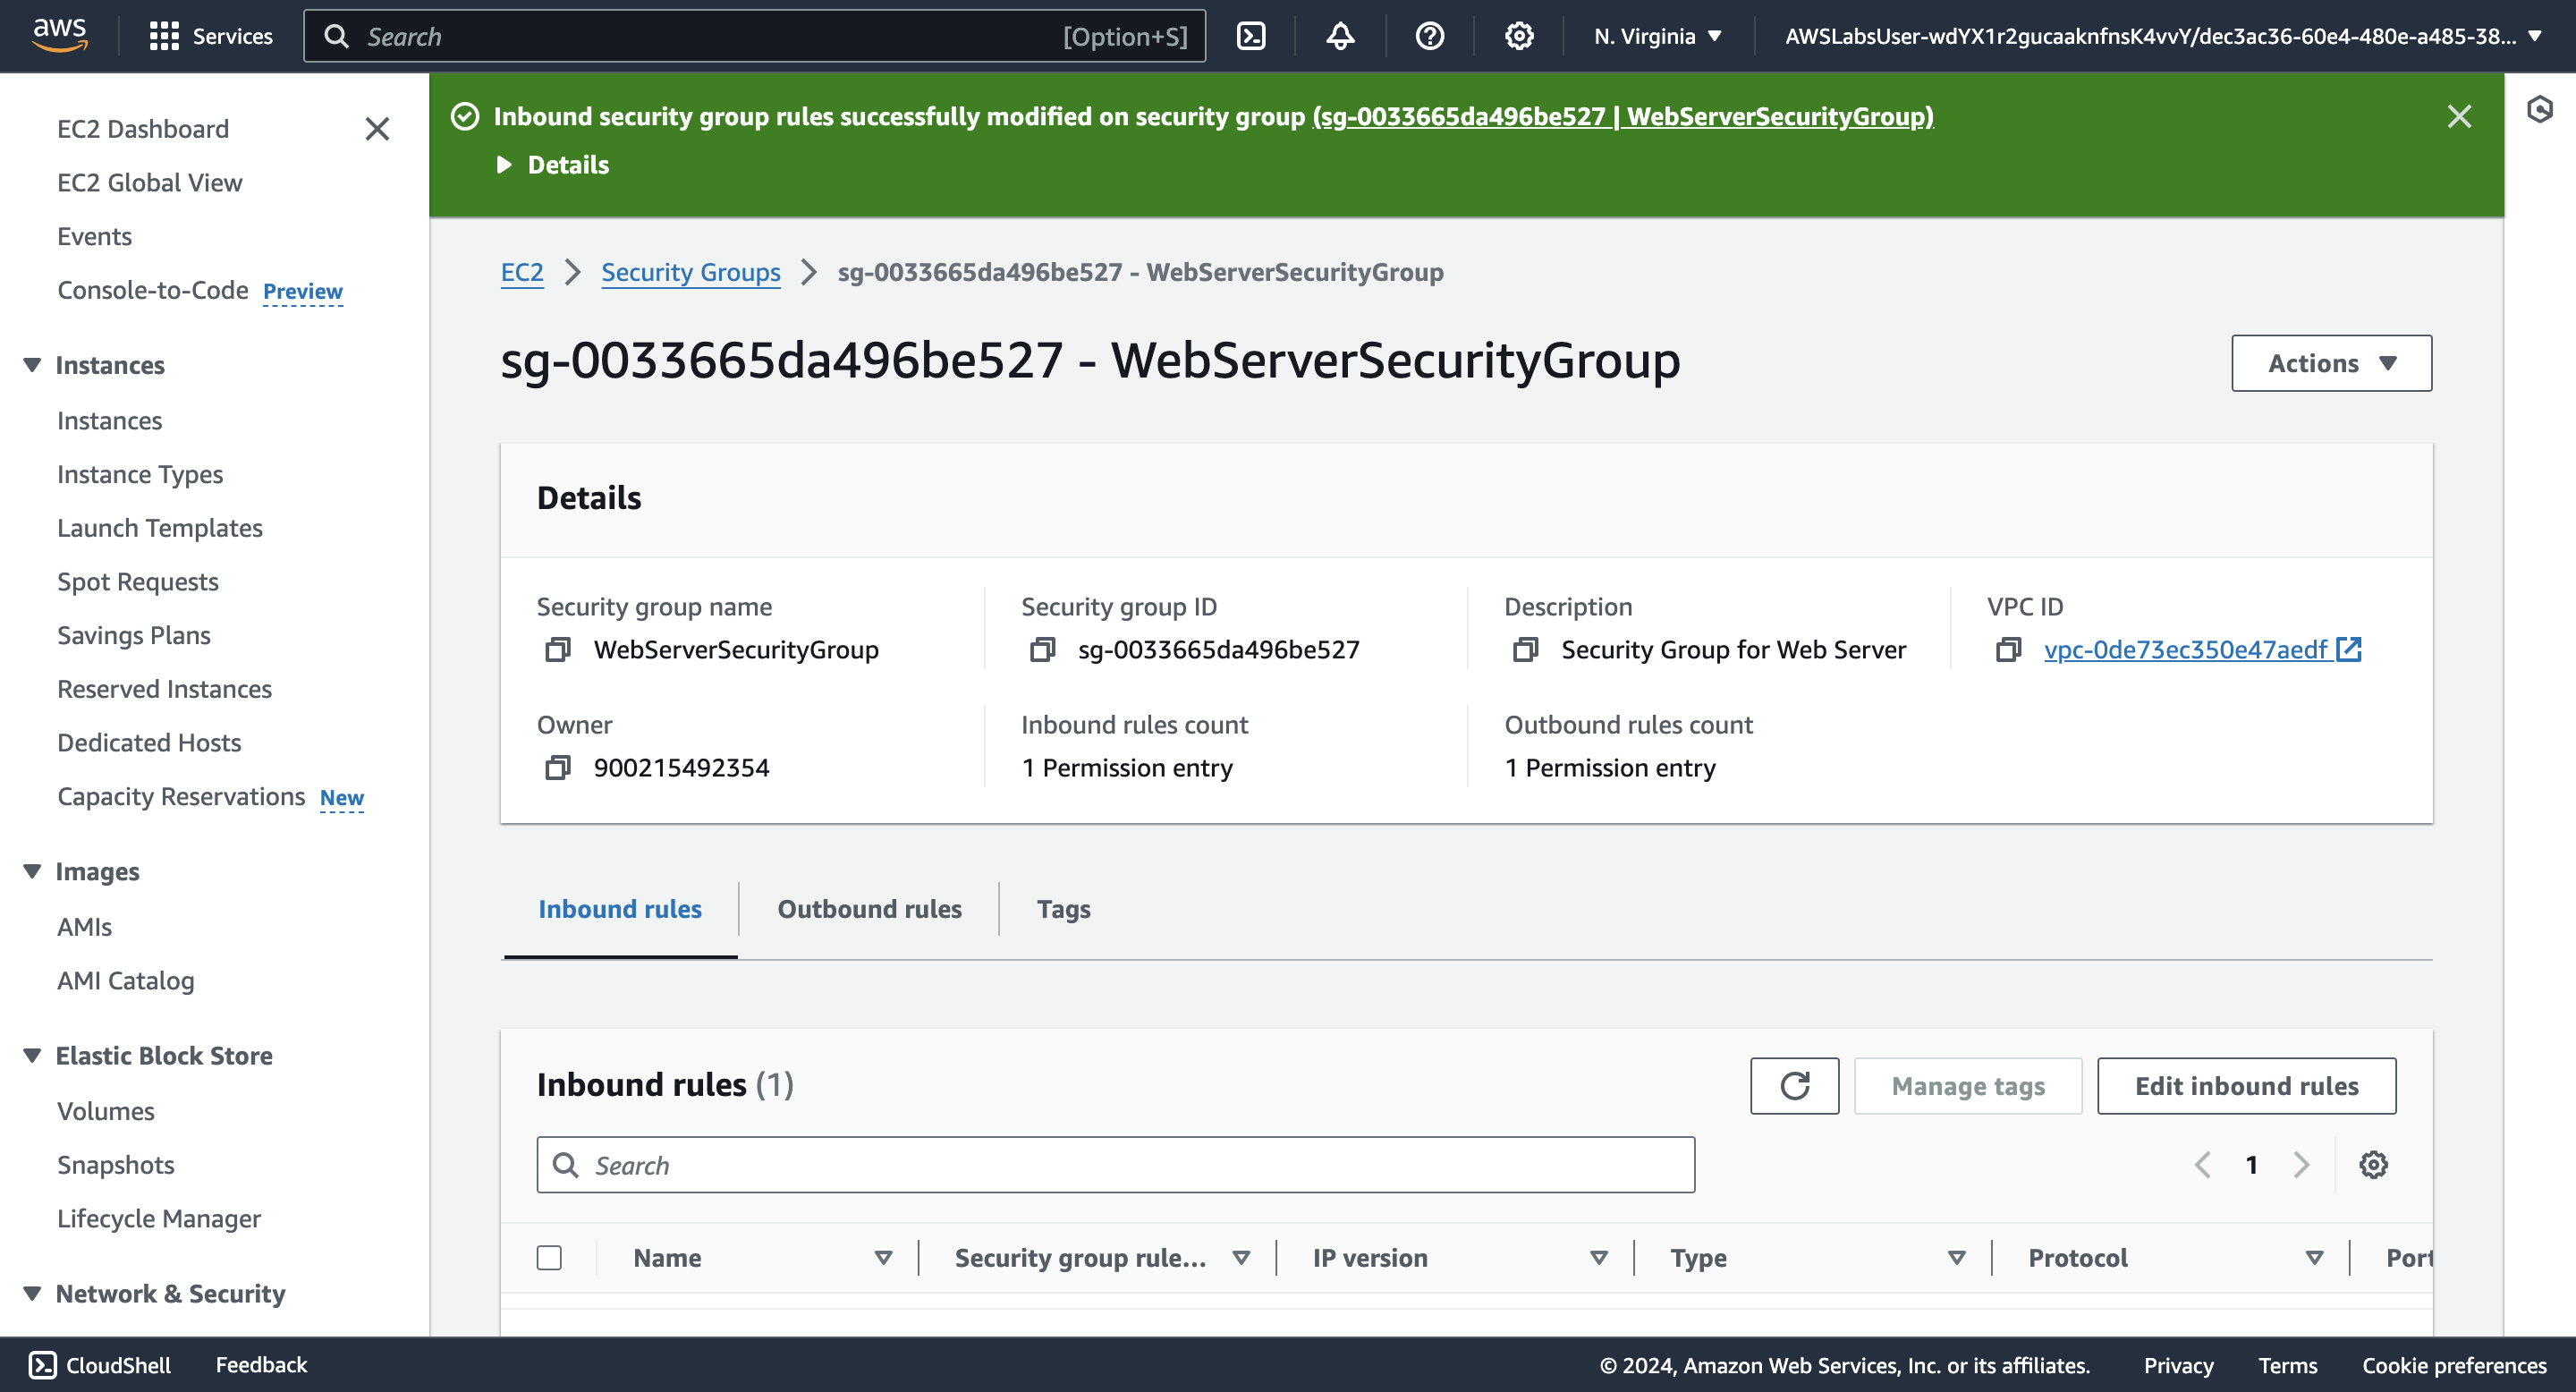 aws Services Search [Option+S] N. Virginia AWSLabsUser-wdYX1r2gucaaknfnsK4vvY/dec3ac36-60e4-480e-a485-38...
EC2 Dashboard
EC2 Global View
Events
Console-to-Code Preview
Instances
Instances
Instance Types
Launch Templates
Spot Requests
Savings Plans
Reserved Instances
Dedicated Hosts
Capacity Reservations New
Images
AMIs
AMI Catalog
Elastic Block Store
Volumes
Snapshots
Lifecycle Manager
Network & Security
Inbound security group rules successfully modified on security group (sg-0033665da496be527 | WebServerSecurityGroup)
Details
EC2 Security Groups sg-0033665da496be527 - WebServerSecurityGroup
sg-0033665da496be527 - WebServerSecurityGroup
Actions
Details
Security group name
WebServerSecurityGroup
Security group ID
sg-0033665da496be527
Description
Security Group for Web Server
VPC ID
vpc-0de73ec350e47aedf
Owner
900215492354
Inbound rules count
1 Permission entry
Outbound rules count
1 Permission entry
Inbound rules Outbound rules Tags
Inbound rules (1)
Manage tags Edit inbound rules
Search
1
Name Security group rule... IP version Type Protocol Port
CloudShell Feedback © 2024, Amazon Web Services, Inc. or its affiliates. Privacy Terms Cookie preferences